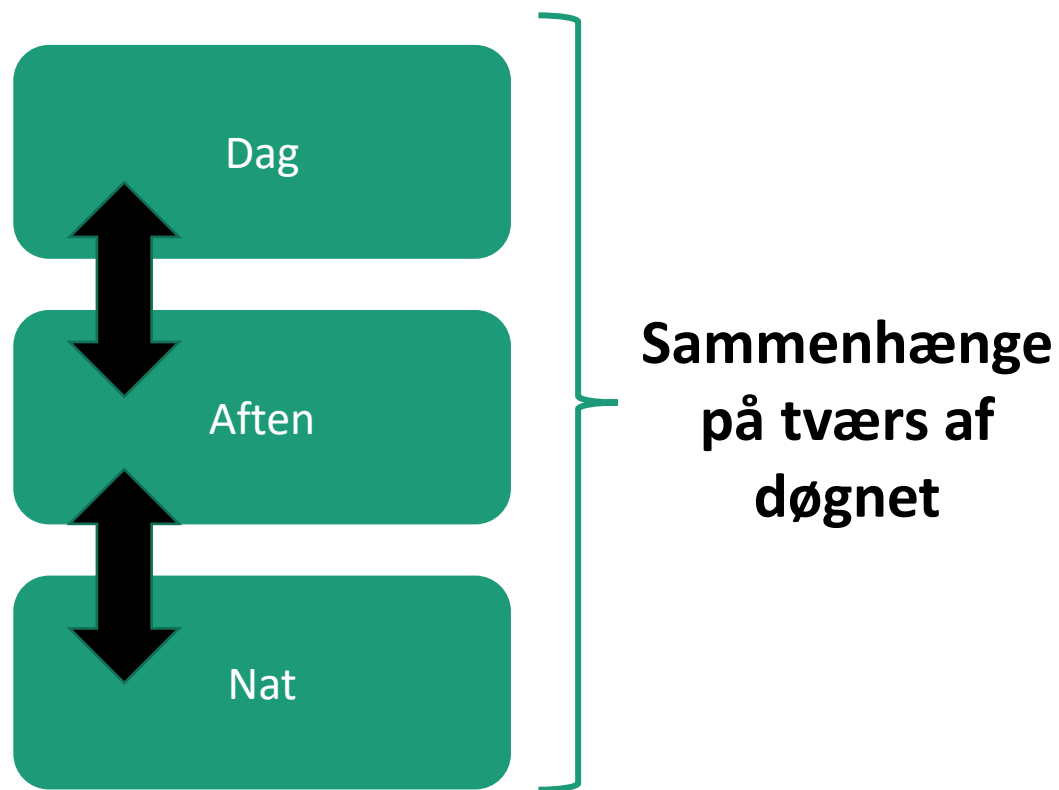 Dag
Aften
Nat
Sammenhænge
på tværs af
døgnet